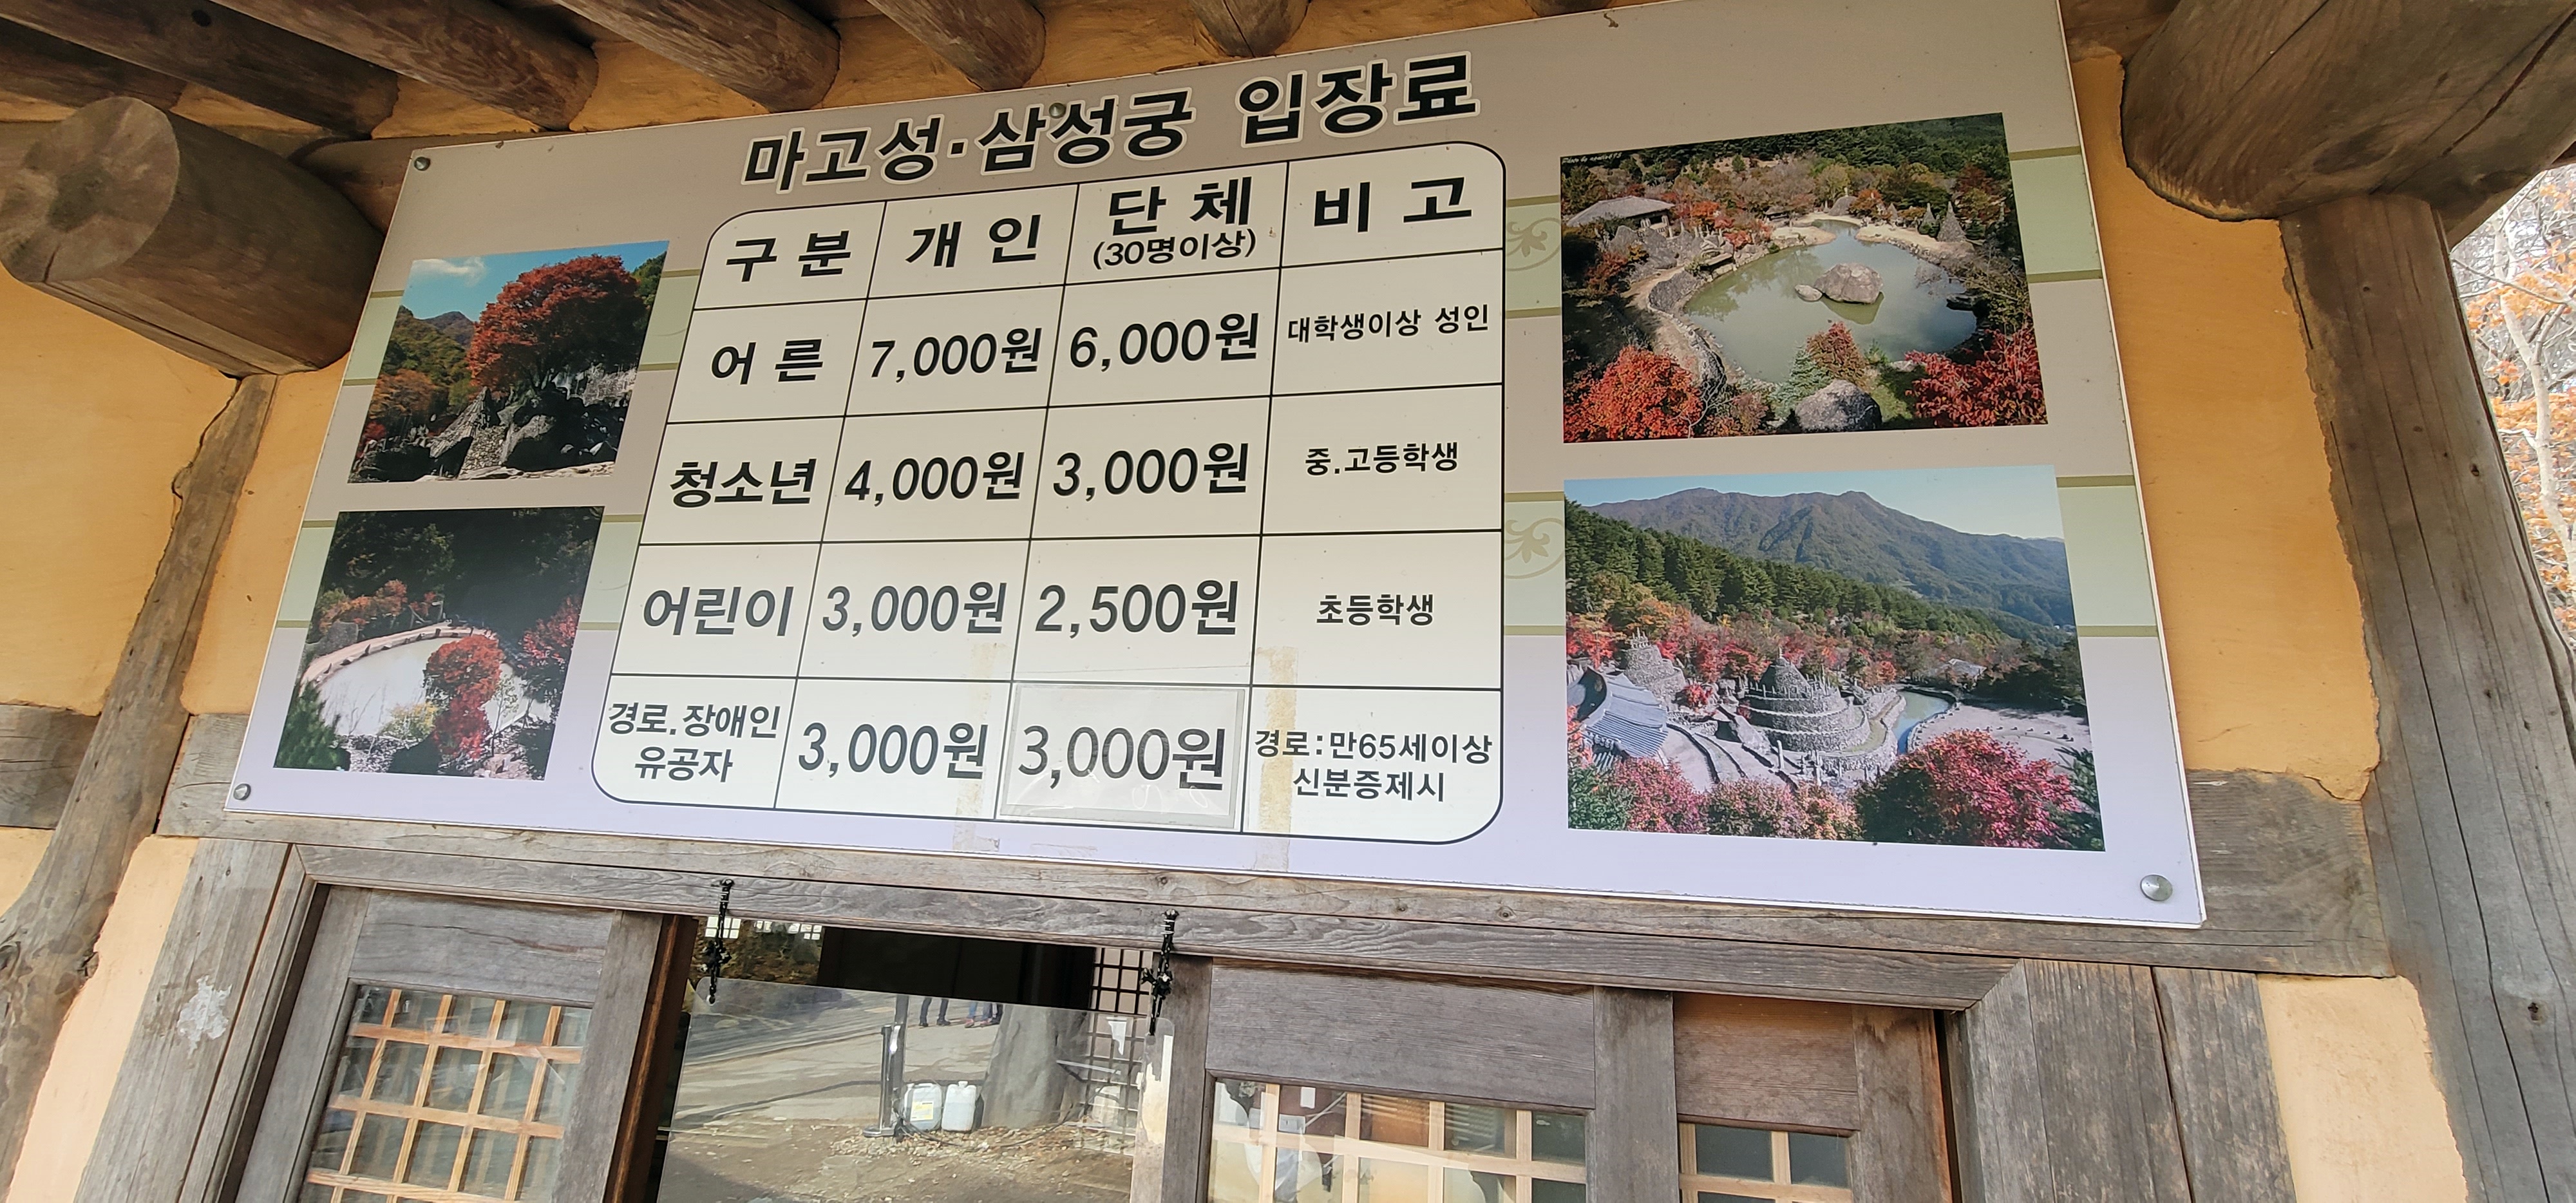 마고성·삼성궁 입장료
구분 개인 단체 비고
(30명이상)
어른 7,000원 6,000원 대학생이상 성인
청소년 4,000원 3,000원 중.고등학생
어린이 3,000원 2,500원 초등학생
경로.장애인
유공자
3,000원 3,000원
경로:만65세이상
신분증제시